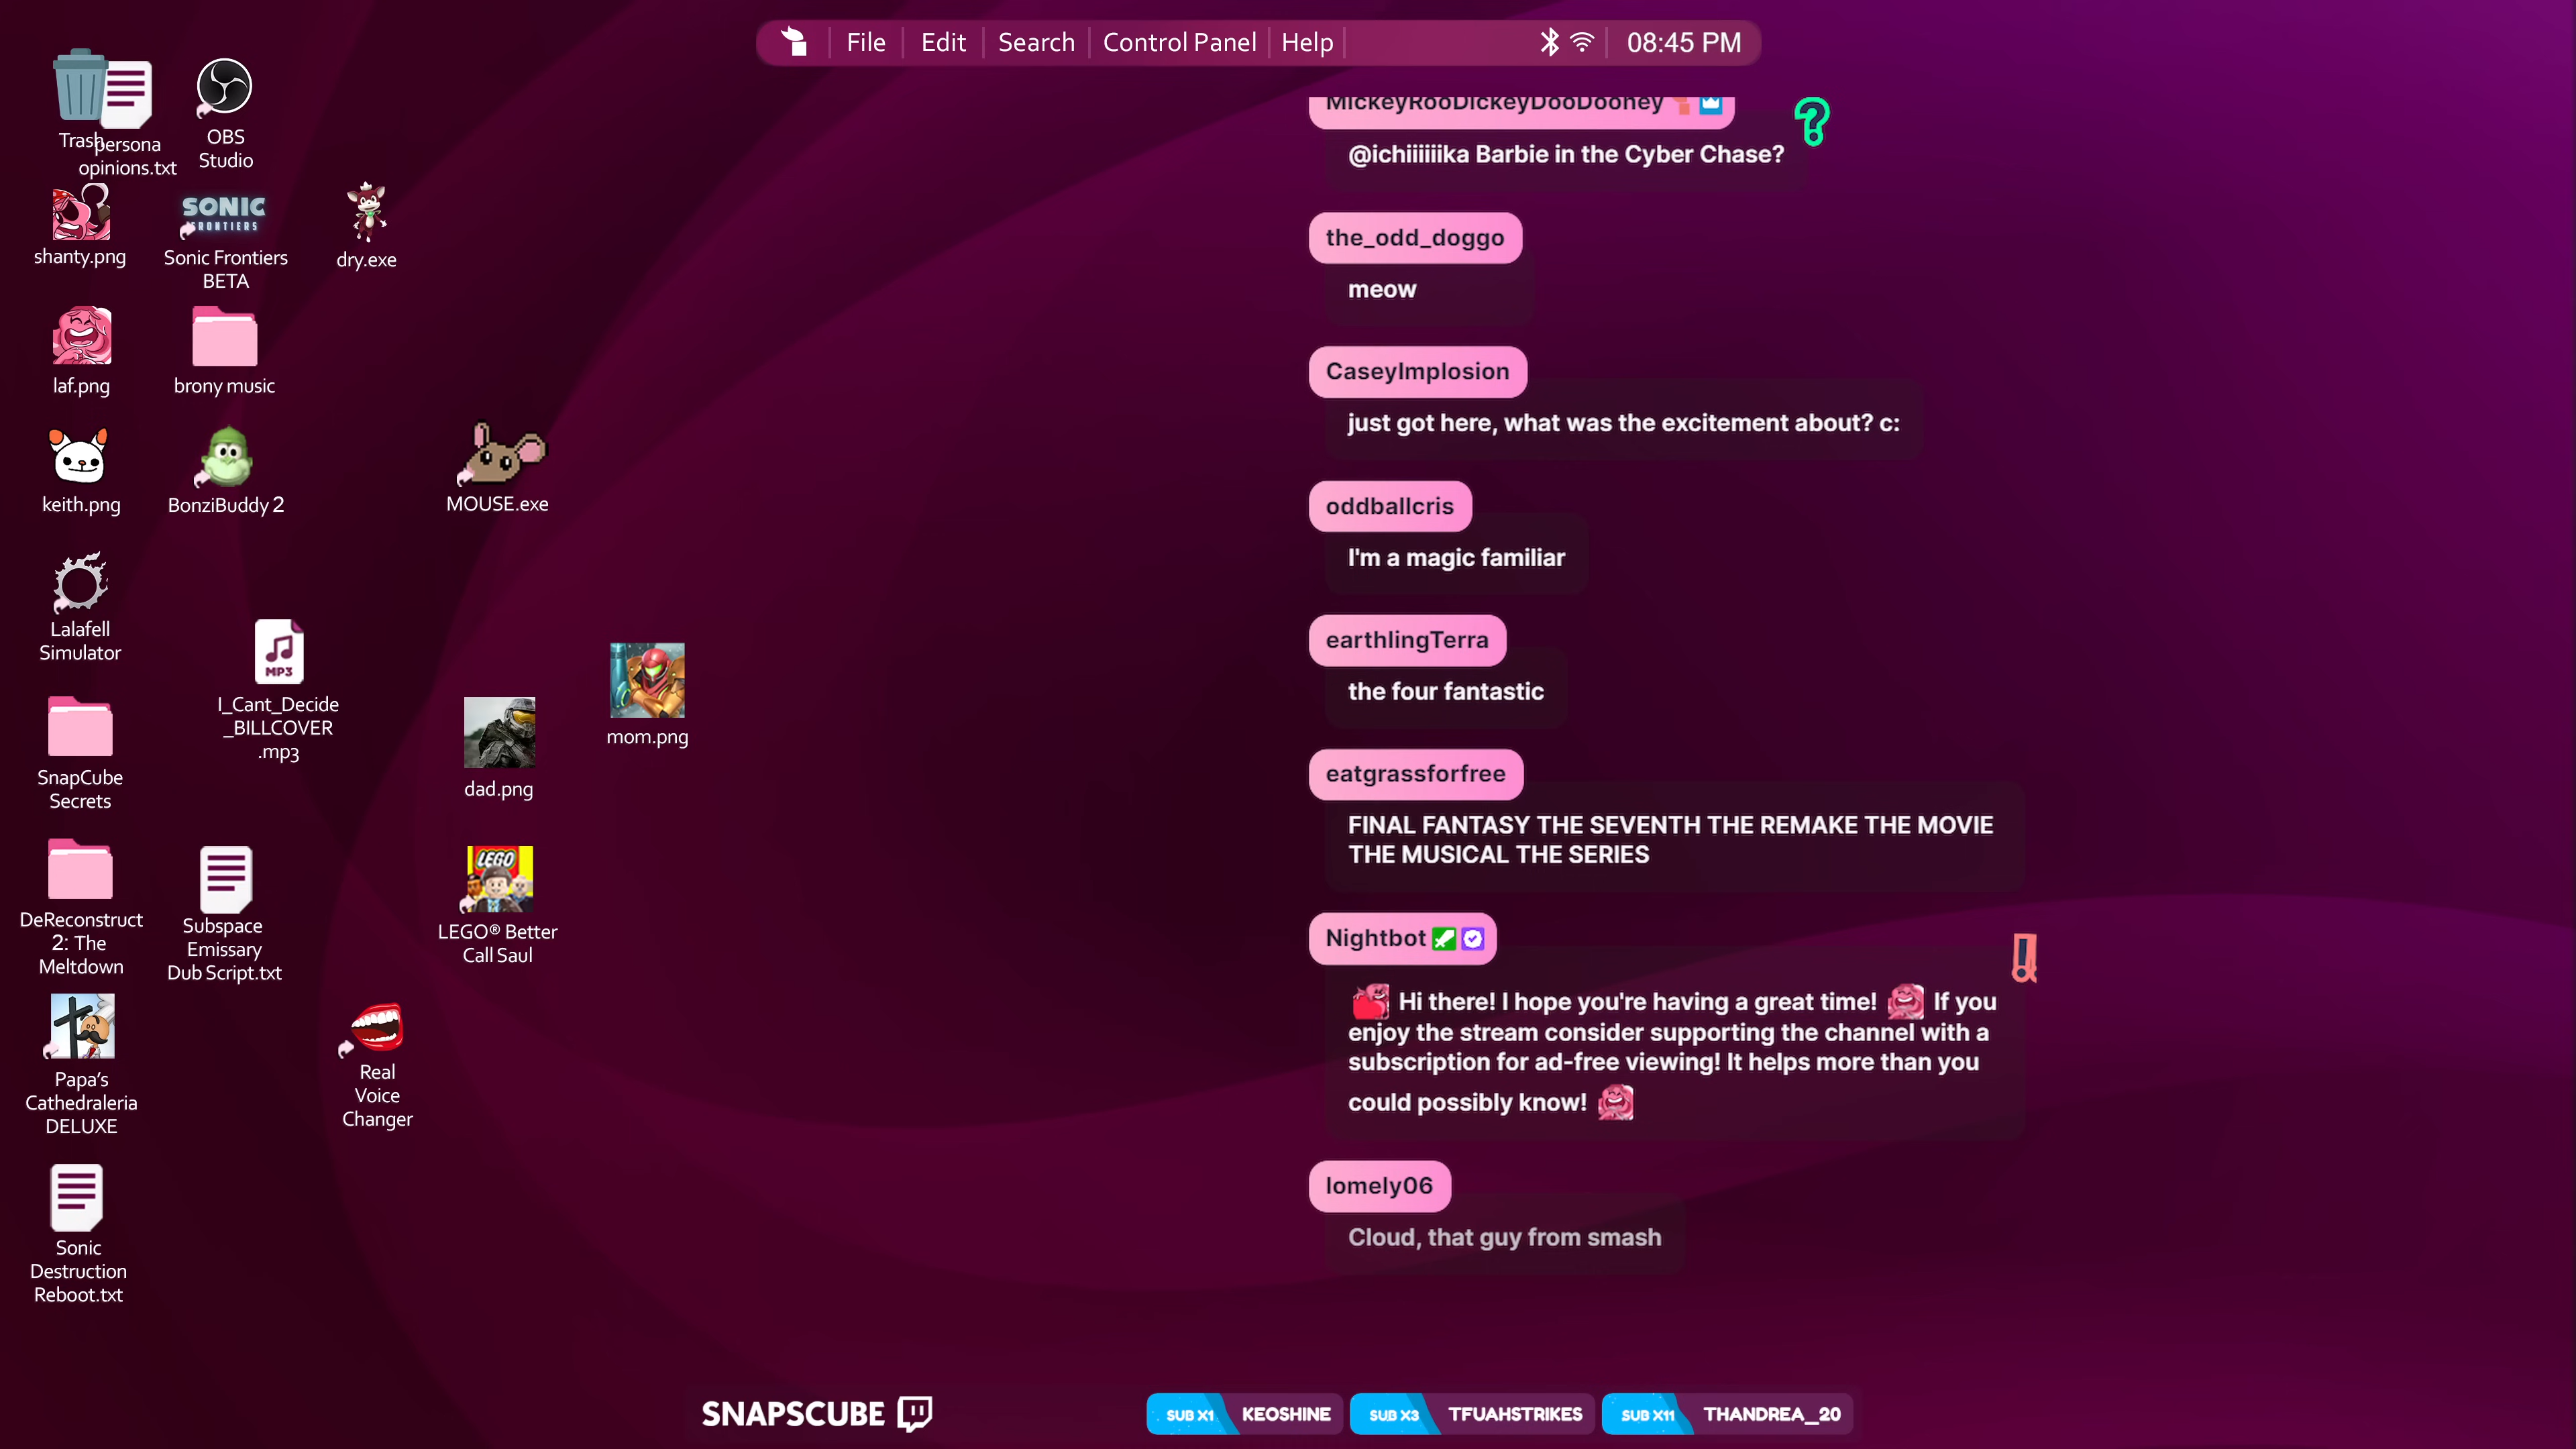 File
Edit
Search
Control Panel
Help
08:45 PM
Trash
persona
opinions.txt
OBS
Studio
shanty.png
SONIC
FRONTIERS
Sonic Frontiers
BETA
dry.exe
laf.png
brony music
keith.png
BonziBuddy 2
MOUSE.exe
Lalafell
Simulator
MP3
I_Cant_Decide
_BILLCOVER
.mp3
mom.png
dad.png
SnapCube
Secrets
DeReconstruct
2: The
Meltdown
Subspace
Emissary
Dub Script.txt
LEGO
LEGO® Better
Call Saul
Papa's
Cathedraleria
DELUXE
Real
Voice
Changer
Sonic
Destruction
Reboot.txt
MickeyRooDickeyDooDooney
@ichiiiiiika Barbie in the Cyber Chase?
the_odd_doggo
meow
CaseyImplosion
just got here, what was the excitement about? c:
oddballcris
I'm a magic familiar
earthlingTerra
the four fantastic
eatgrassforfree
FINAL FANTASY THE SEVENTH THE REMAKE THE MOVIE
THE MUSICAL THE SERIES
Nightbot
Hi there! I hope you're having a great time! If you
enjoy the stream consider supporting the channel with a
subscription for ad-free viewing! It helps more than you
could possibly know!
lomely06
Cloud, that guy from smash
SNAPSCUBE
SUB X1 KEOSHINE
SUB X3 TFUAHSTRIKES
SUB X11 THANDREA_20